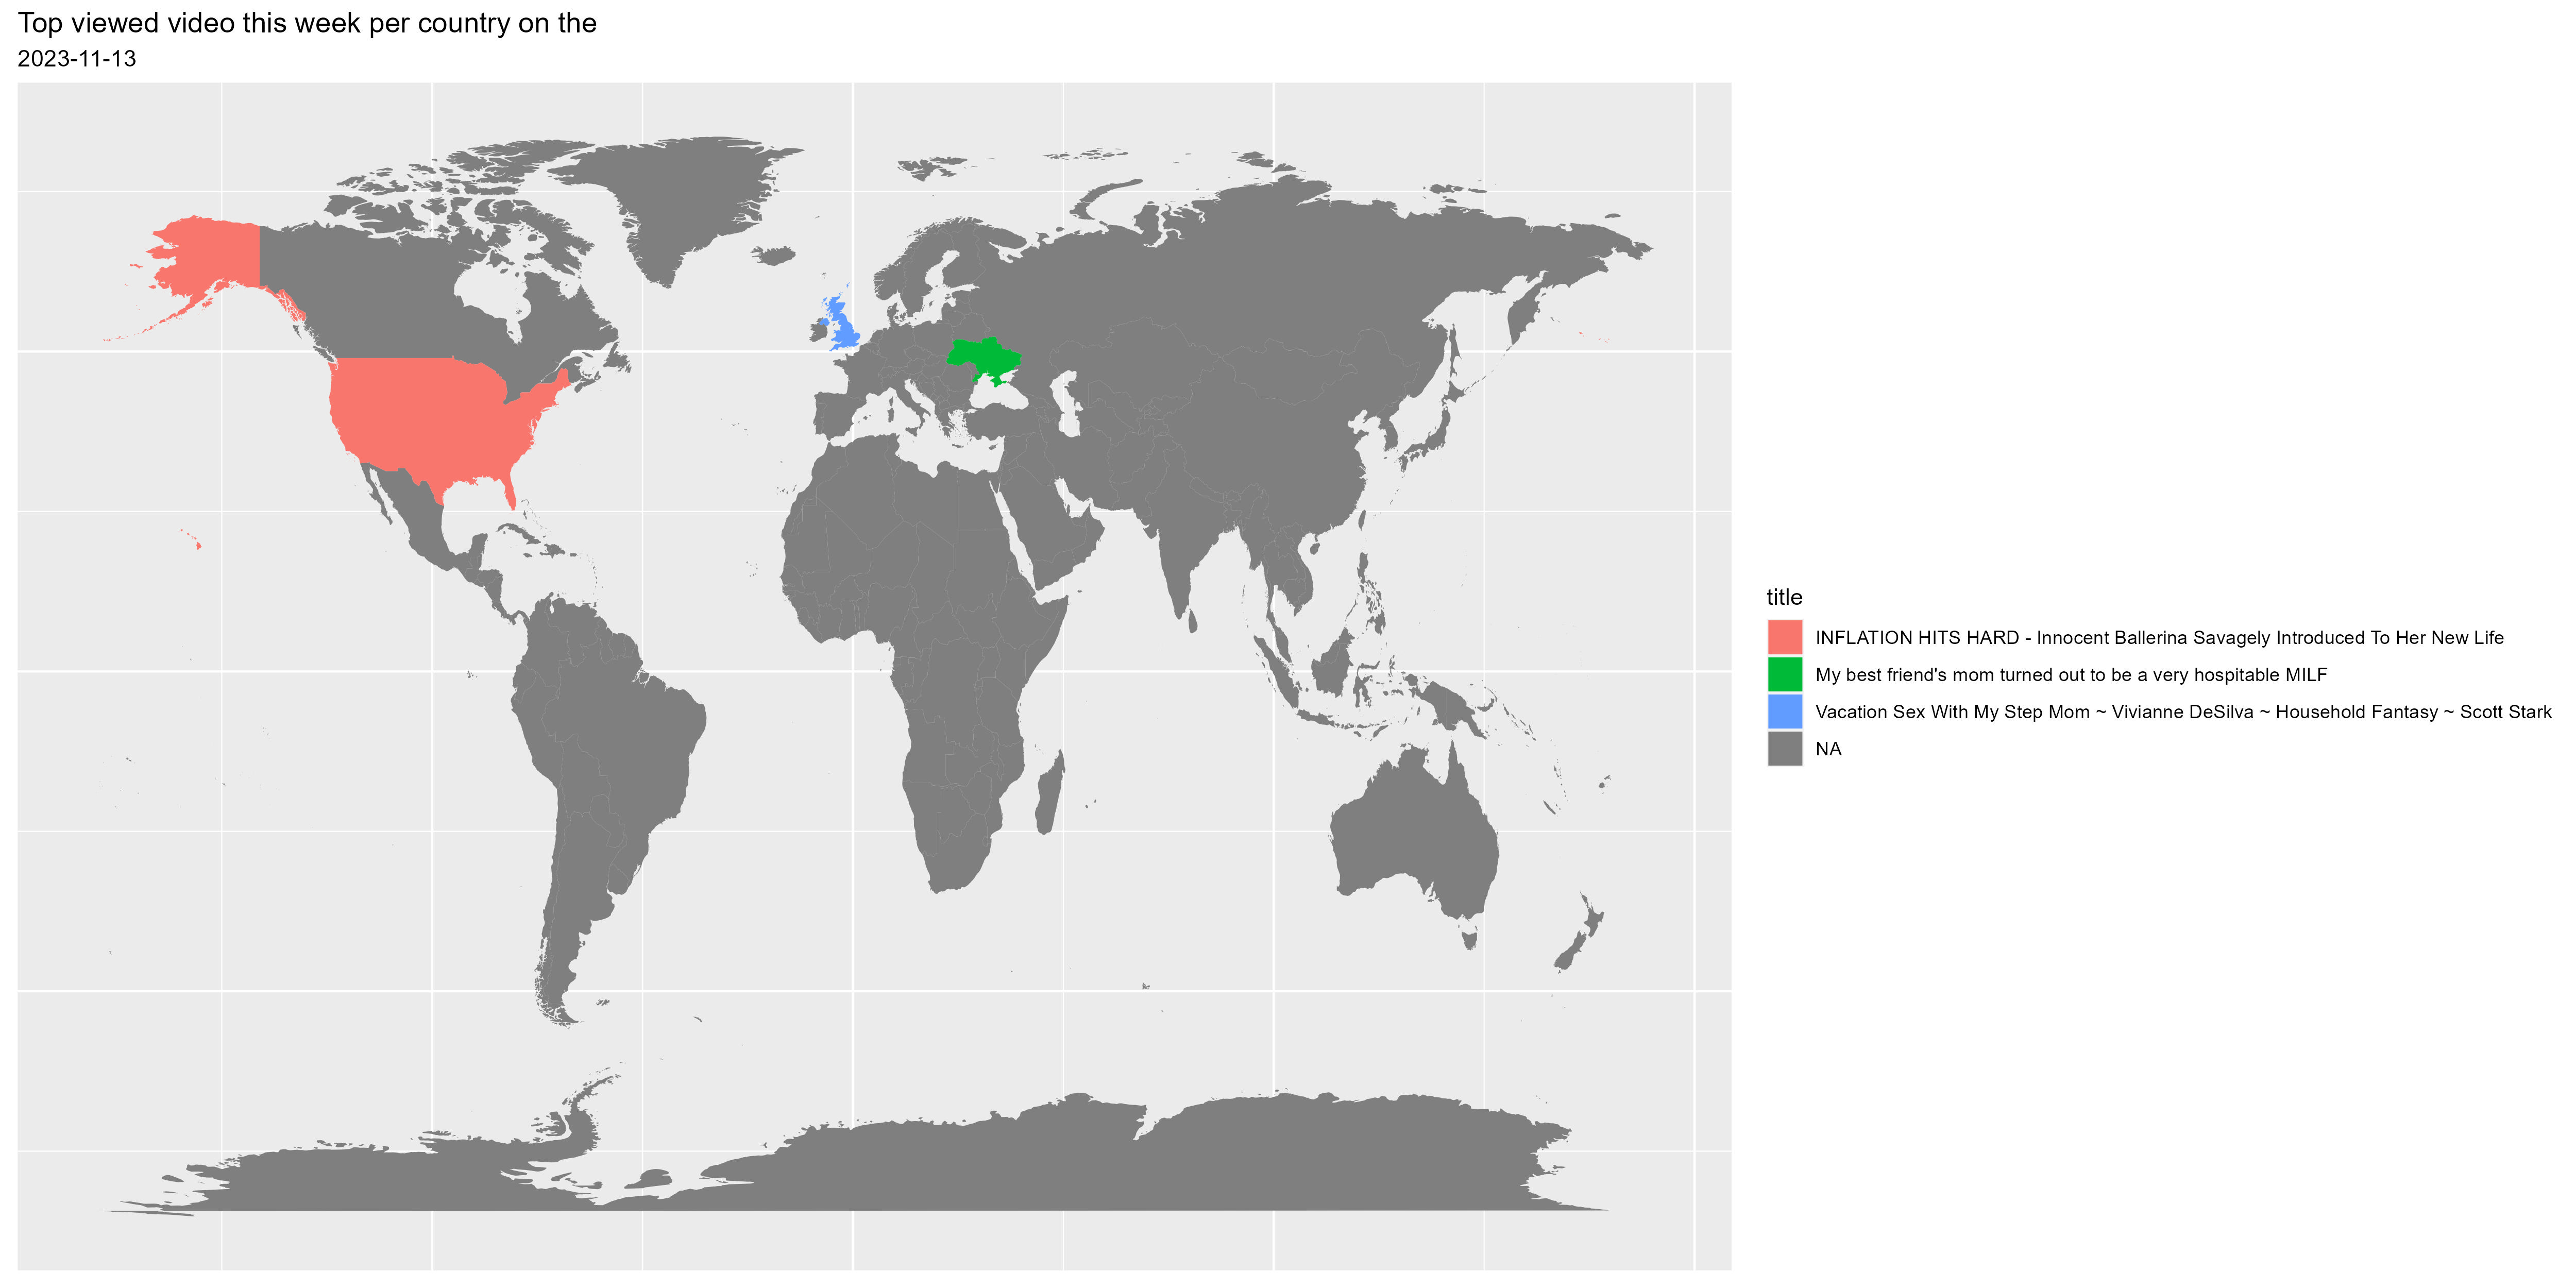 Top viewed video this week per country on the
2023-11-13
title
INFLATION HITS HARD - Innocent Ballerina Savagely Introduced To Her New Life
My best friend's mom turned out to be a very hospitable MILF
Vacation Sex With My Step Mom ~ Vivianne DeSilva ~ Household Fantasy ~ Scott Stark
NA